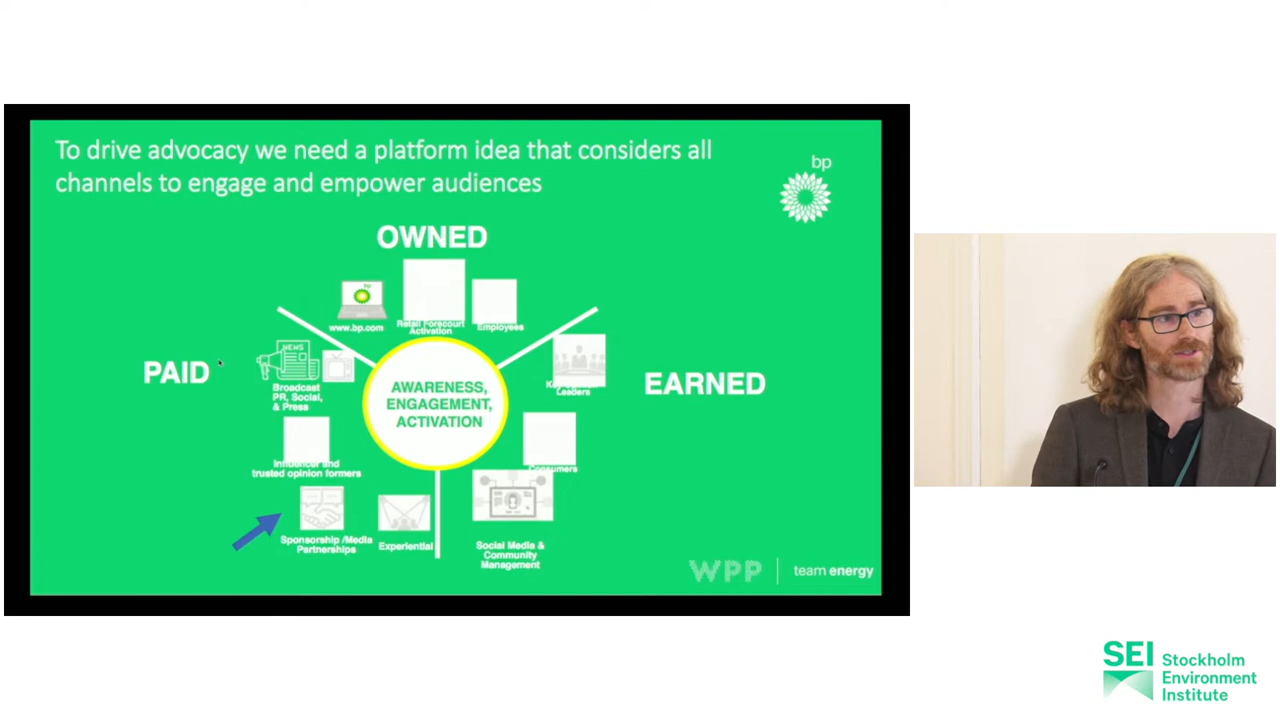 To drive advocacy we need a platform idea that considers all
channels to engage and empower audiences
bp
OWNED
bp
www.bp.com
Retail Forecourt
Activation
Employees
PAID
NEWS
Broadcast
PR, Social,
& Press
AWARENESS,
ENGAGEMENT,
ACTIVATION
Leaders
EARNED
Influencer and
trusted opinion formers
Consumers
Sponsorship /Media
Partnerships
Experiential
Social Media &
Community
Management
WPP
team energy
SEI
Stockholm
Environment
Institute